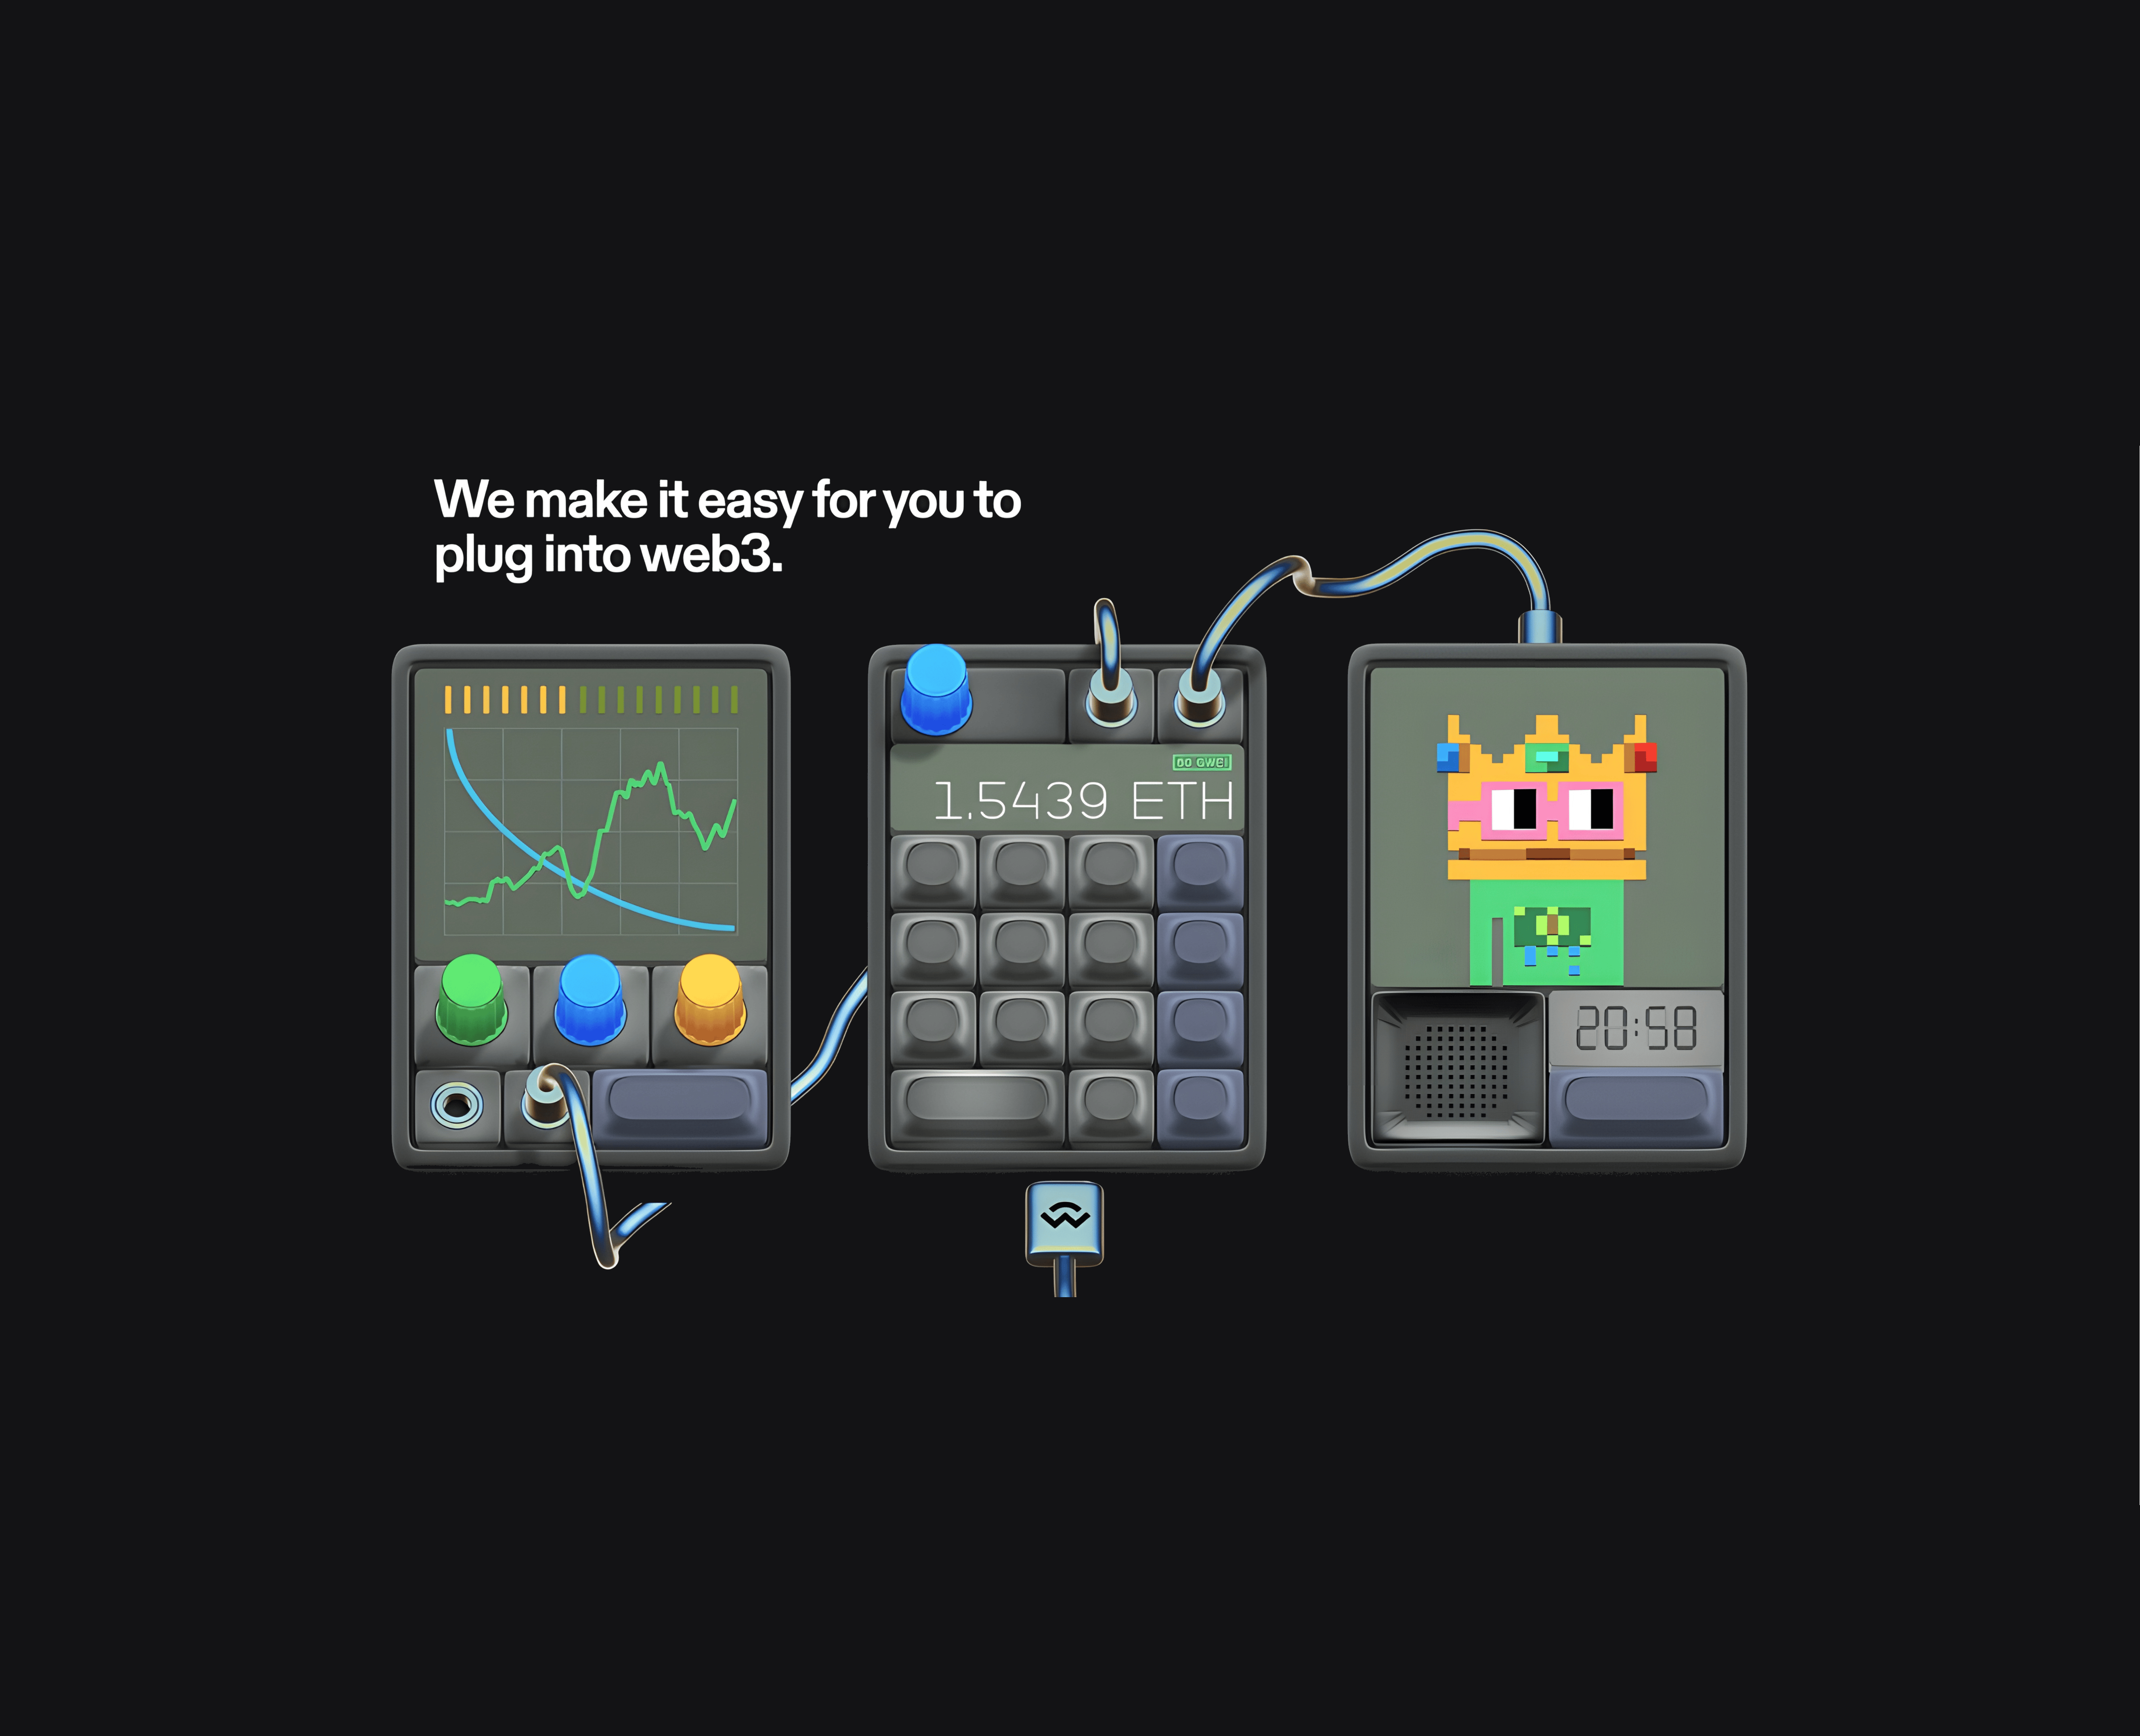 We make it easy for you to
plug into web3.
00 GWEI
1.5439 ETH
20:58